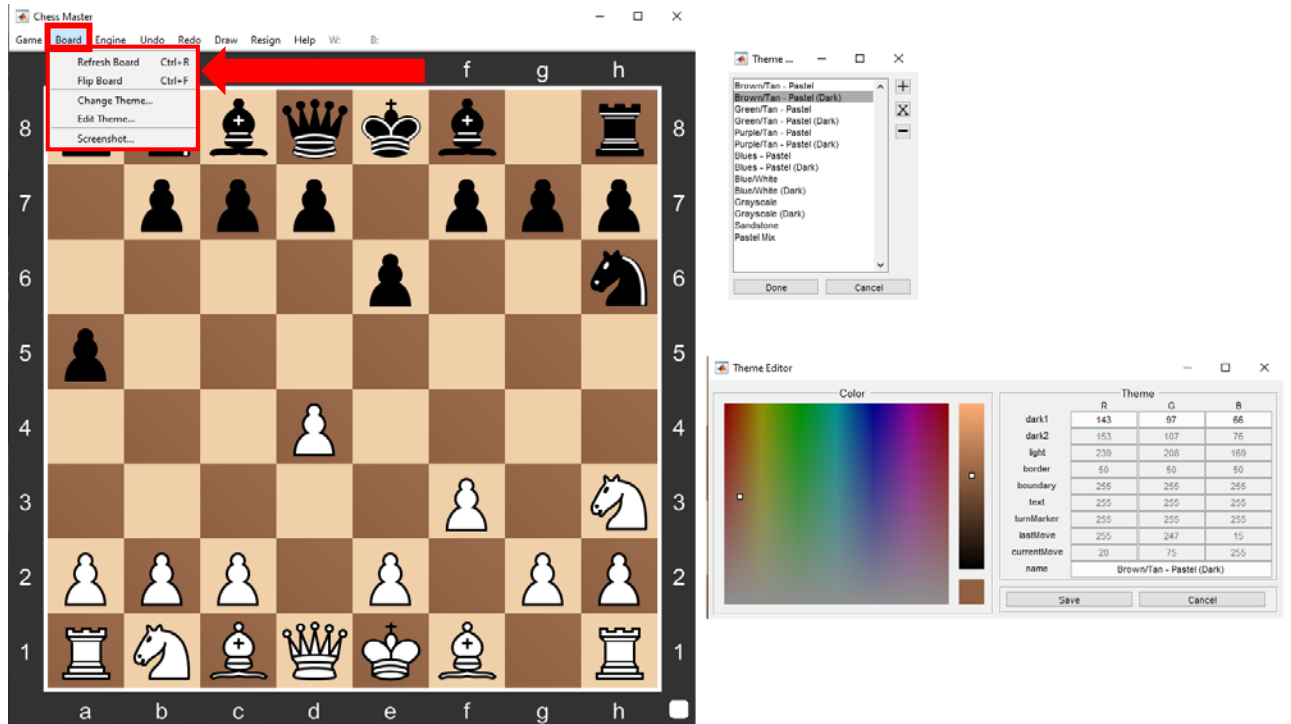 Chess Master
Game Board Engine Undo Redo Draw Resign Help W: B:
Refresh Board Ctrl+R
Flip Board Ctrl+F
Change Theme...
Edit Theme...
Screenshot...
f g h
8 8
7 7
6 6
5 5
4 4
3 3
2 2
1 1
a b c d e f g h
Theme ...
Brown/Tan - Pastel
Brown/Tan - Pastel (Dark)
Green/Tan - Pastel
Green/Tan - Pastel (Dark)
Purple/Tan - Pastel
Purple/Tan - Pastel (Dark)
Blues - Pastel
Blues - Pastel (Dark)
Blue/White
Blue/White (Dark)
Grayscale
Grayscale (Dark)
Sandstone
Pastel Mix
Done Cancel
Theme Editor
Color
Theme
R G B
dark1 143 97 66
dark2 153 107 76
light 239 208 169
border 50 50 50
boundary 255 255 255
text 255 255 255
turnMarker 255 255 255
lastMove 255 247 15
currentMove 20 75 255
name Brown/Tan - Pastel (Dark)
Save Cancel